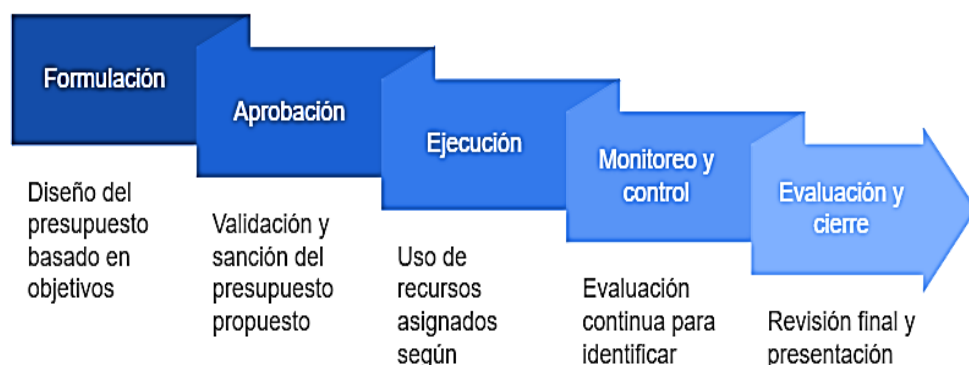 Formulación
Diseño del
presupuesto
basado en
objetivos
Aprobación
Validación y
sanción del
presupuesto
propuesto
Ejecución
Uso de
recursos
asignados
según
Monitoreo y
control
Evaluación
continua para
identificar
Evaluación y
cierre
Revisión final y
presentación